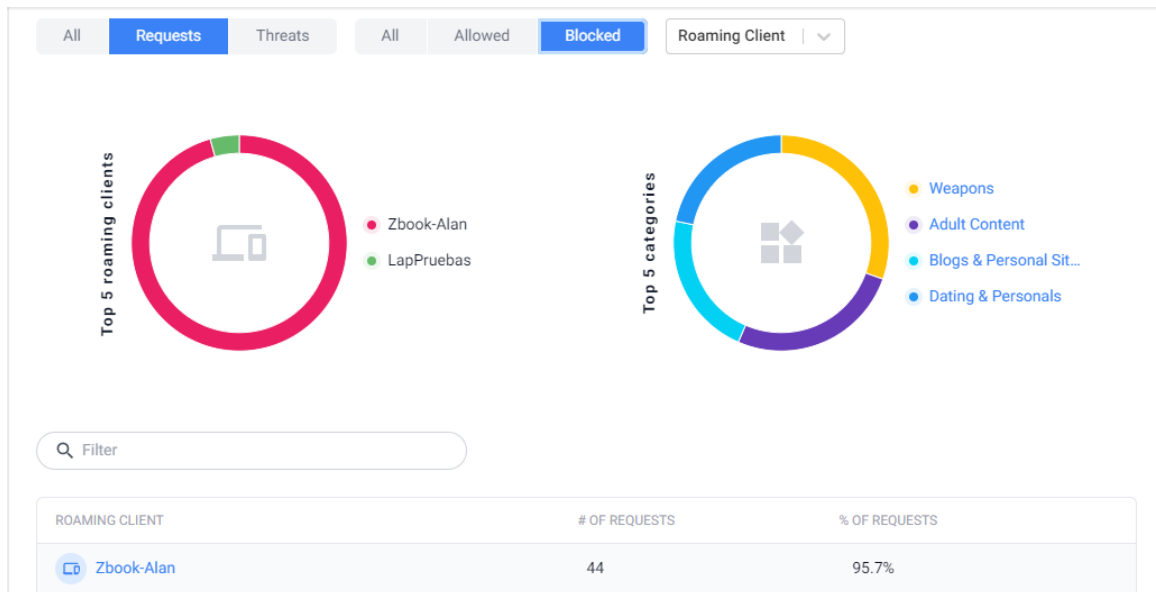 All Requests Threats All Allowed Blocked Roaming Client
Top 5 roaming clients
Zbook-Alan
LapPruebas
Top 5 categories
Weapons
Adult Content
Blogs & Personal Sit...
Dating & Personals
Filter
ROAMING CLIENT # OF REQUESTS % OF REQUESTS
Zbook-Alan 44 95.7%